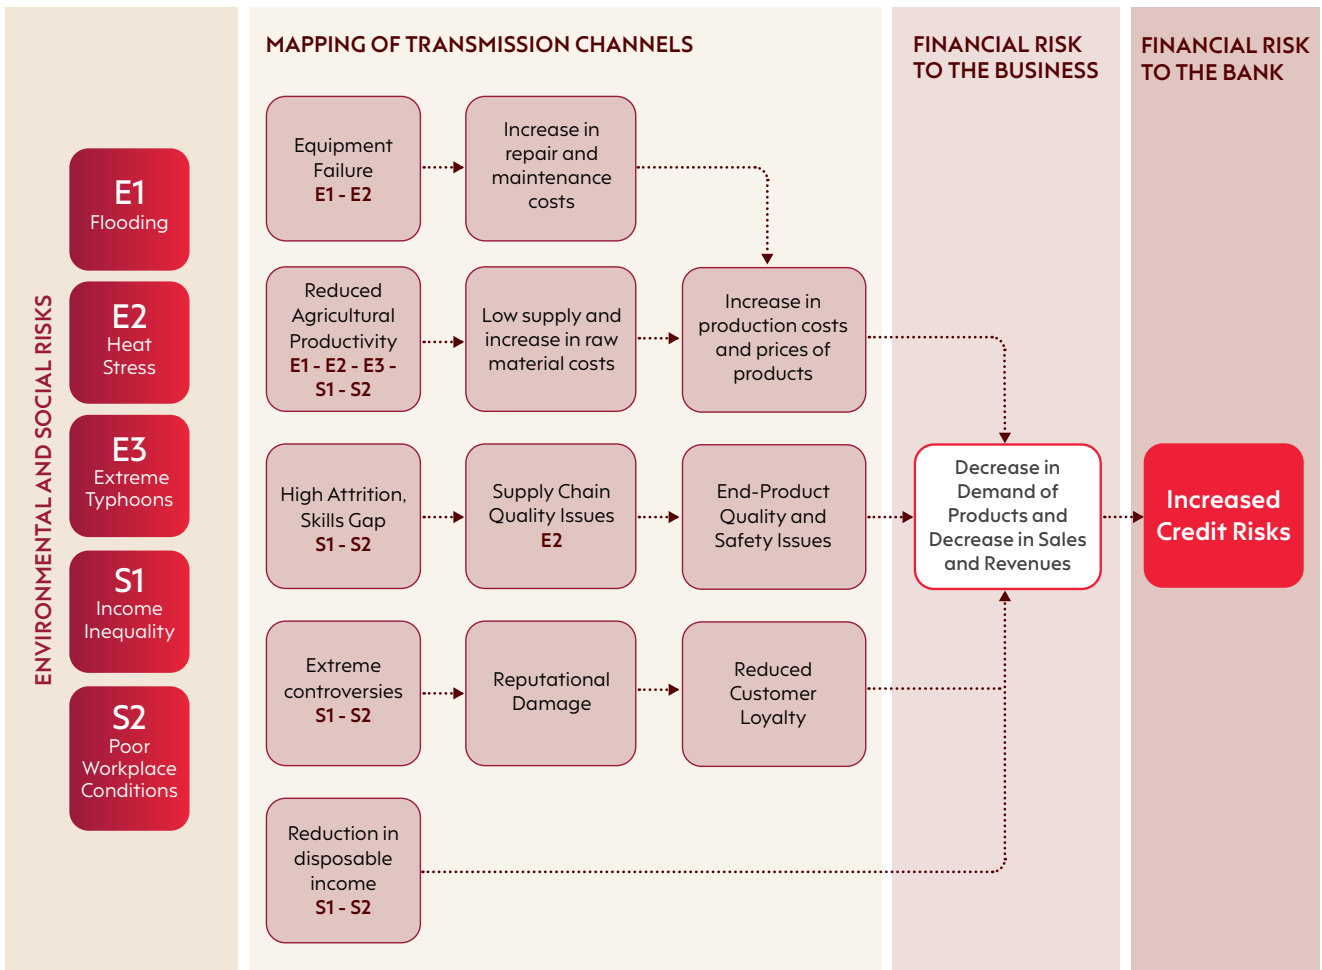 ENVIRONMENTAL AND SOCIAL RISKS
E1
Flooding
E2
Heat
Stress
E3
Extreme
Typhoons
S1
Income
Inequality
S2
Poor
Workplace
Conditions
MAPPING OF TRANSMISSION CHANNELS
Equipment
Failure
E1 - E2
Increase in
repair and
maintenance
costs
Reduced
Agricultural
Productivity
E1 - E2 - E3 -
S1 - S2
Low supply and
increase in raw
material costs
Increase in
production costs
and prices of
products
High Attrition,
Skills Gap
S1 - S2
Supply Chain
Quality Issues
E2
End-Product
Quality and
Safety Issues
Extreme
controversies
S1 - S2
Reputational
Damage
Reduced
Customer
Loyalty
Reduction in
disposable
income
S1 - S2
FINANCIAL RISK
TO THE BUSINESS
Decrease in
Demand of
Products and
Decrease in Sales
and Revenues
FINANCIAL RISK
TO THE BANK
Increased
Credit Risks